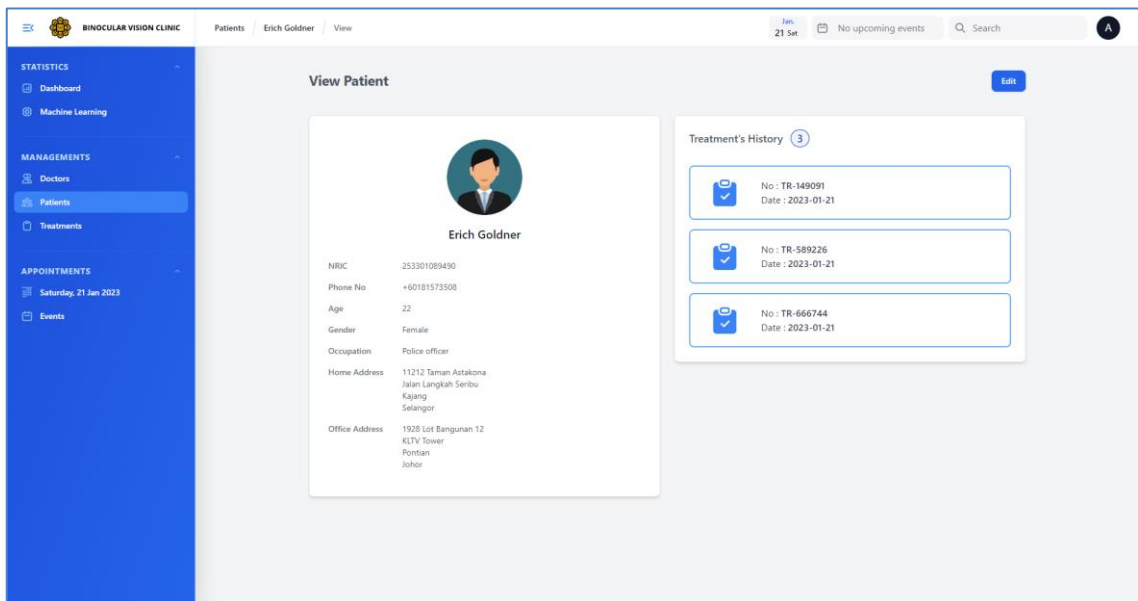 BINOCULAR VISION CLINIC
Patients / Erich Goldner / View
Jan.
21 Sat
No upcoming events
Search
A
STATISTICS
Dashboard
Machine Learning
MANAGEMENTS
Doctors
Patients
Treatments
APPOINTMENTS
Saturday, 21 Jan 2023
Events
View Patient
Edit
Erich Goldner
NRIC 253301089490
Phone No +60181573508
Age 22
Gender Female
Occupation Police officer
Home Address 11212 Taman Astakona
Jalan Langkah Seribu
Kajang
Selangor
Office Address 1928 Lot Bangunan 12
KLTV Tower
Pontian
Johor
Treatment's History 3
No : TR-149091
Date : 2023-01-21
No : TR-589226
Date : 2023-01-21
No : TR-666744
Date : 2023-01-21